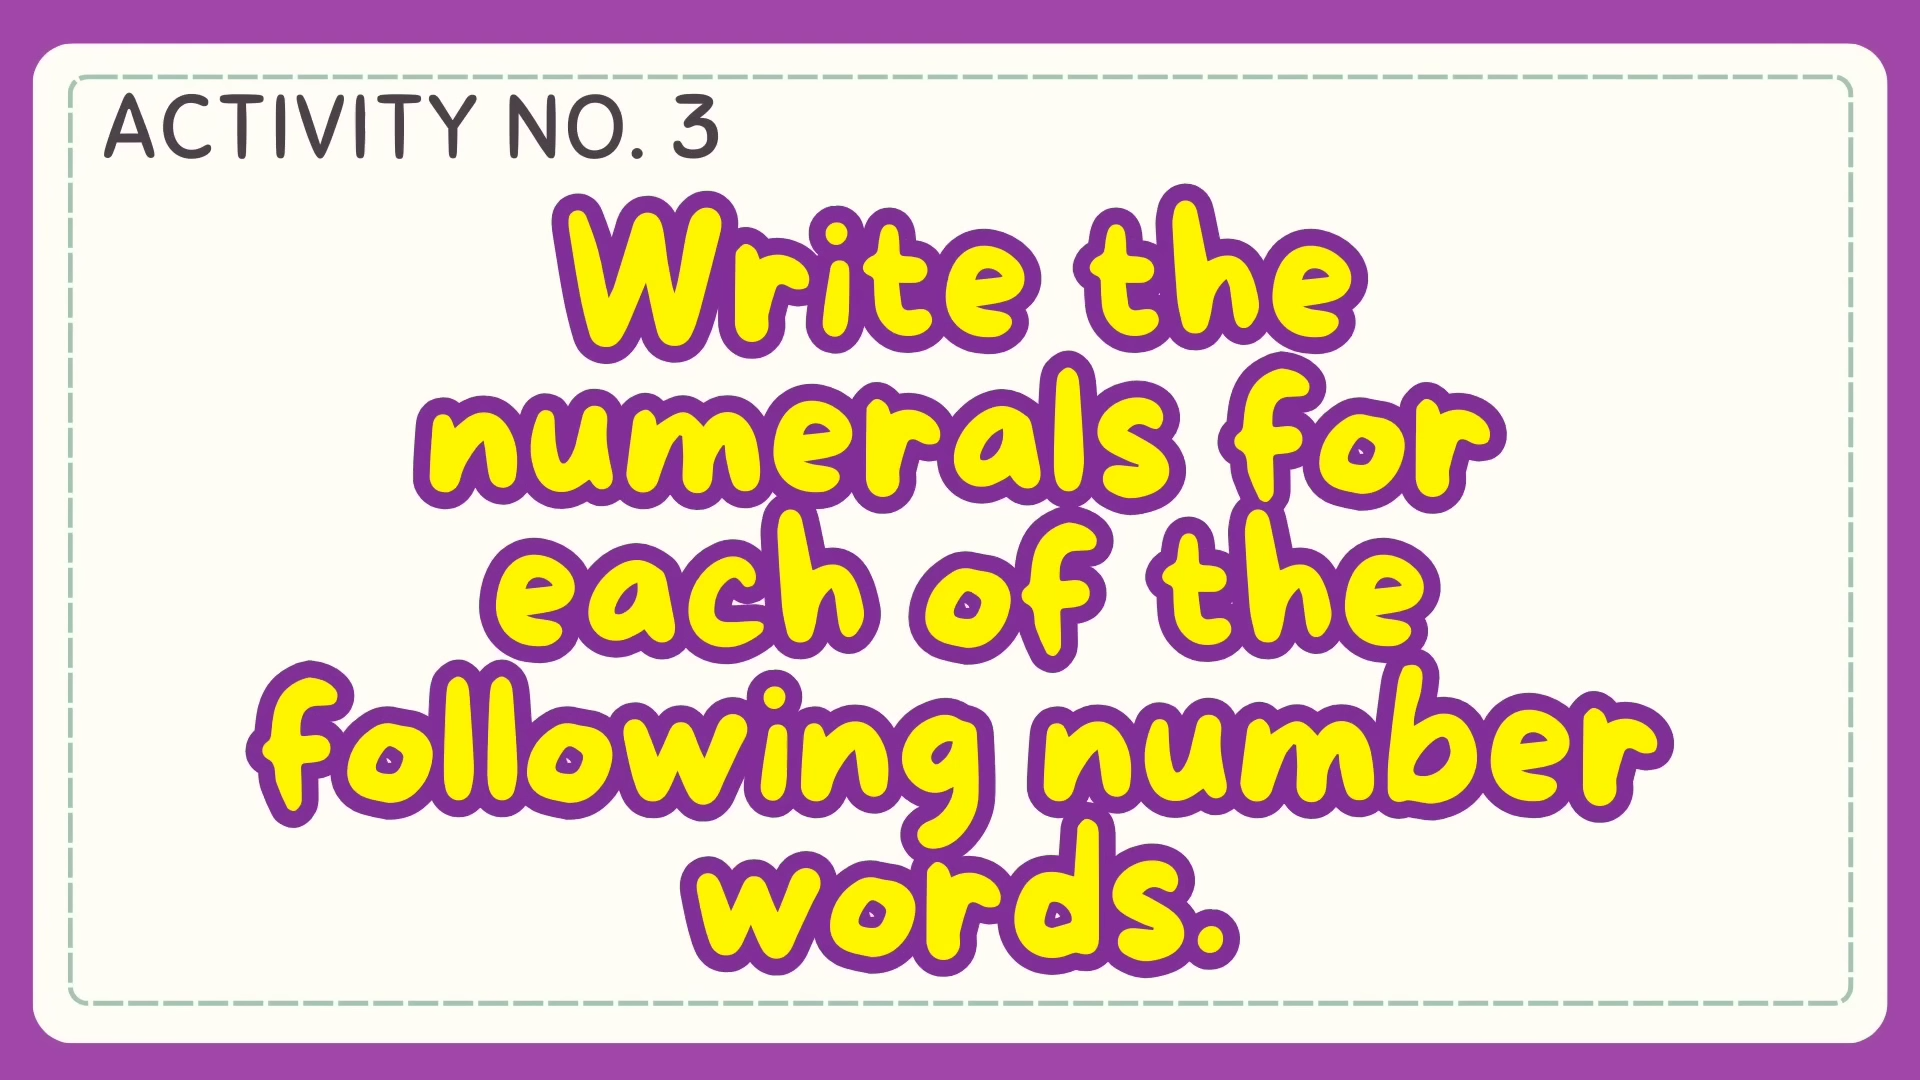 ACTIVITY NO. 3
Write the
numerals for
each of the
following number
words.